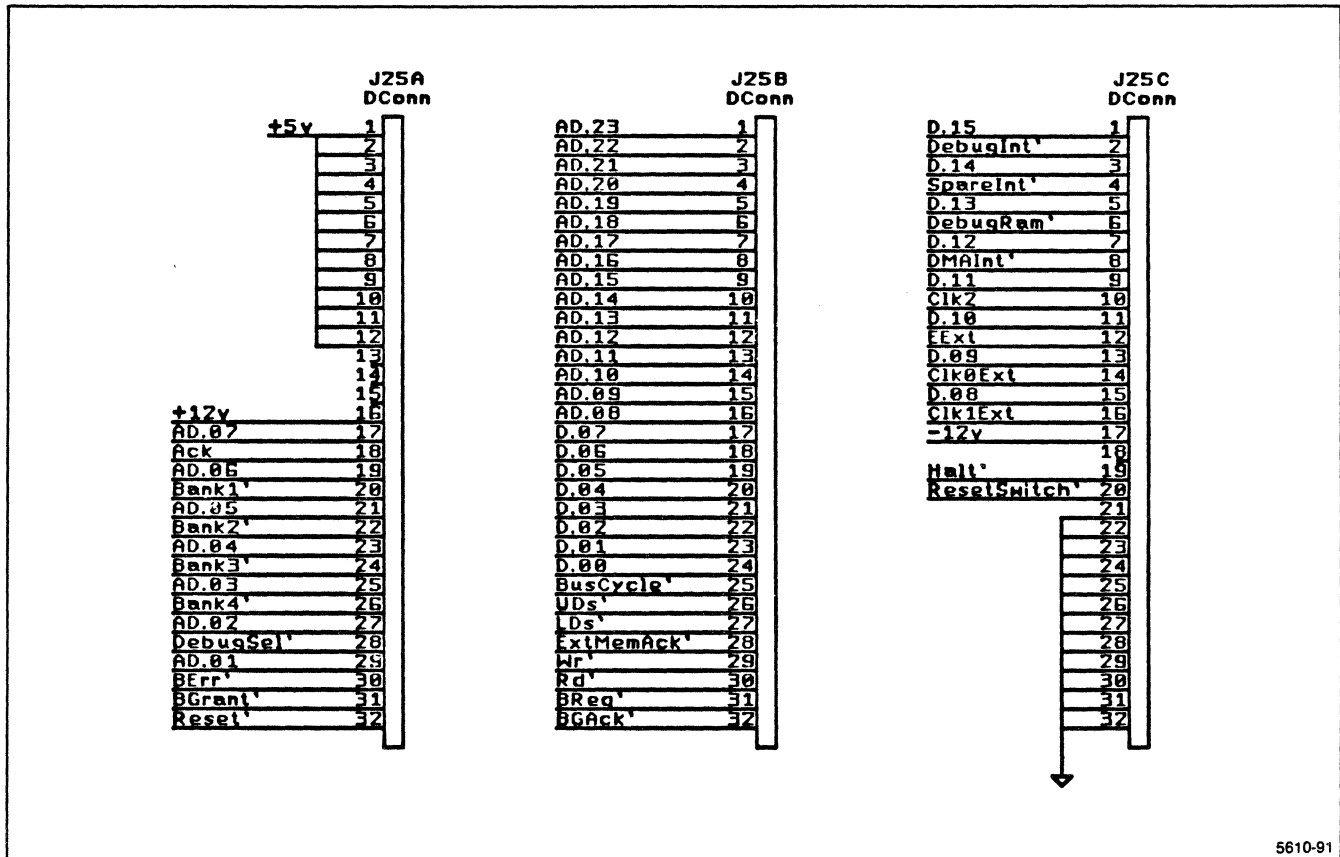 J25A
DConn
+5v 1
2
3
4
5
6
7
8
9
10
11
12
13
14
15
+12v 16
AD.07 17
Ack 18
AD.06 19
Bank1' 20
AD.05 21
Bank2' 22
AD.04 23
Bank3' 24
AD.03 25
Bank4' 26
AD.02 27
DebugSel' 28
AD.01 29
BErr' 30
BGrant' 31
Reset' 32
J25B
DConn
AD.23 1
AD.22 2
AD.21 3
AD.20 4
AD.19 5
AD.18 6
AD.17 7
AD.16 8
AD.15 9
AD.14 10
AD.13 11
AD.12 12
AD.11 13
AD.10 14
AD.09 15
AD.08 16
D.07 17
D.06 18
D.05 19
D.04 20
D.03 21
D.02 22
D.01 23
D.00 24
BusCycle' 25
UDs' 26
LDs' 27
ExtMemAck' 28
Wr' 29
Rd' 30
BReq' 31
BGAck' 32
J25C
DConn
D.15 1
DebugInt' 2
D.14 3
SpareInt' 4
D.13 5
DebugRam' 6
D.12 7
DMAInt' 8
D.11 9
Clk2 10
D.10 11
EExt 12
D.09 13
Clk0Ext 14
D.08 15
Clk1Ext 16
-12v 17
18
Halt' 19
ResetSwitch' 20
21
22
23
24
25
26
27
28
29
30
31
32
5610-91